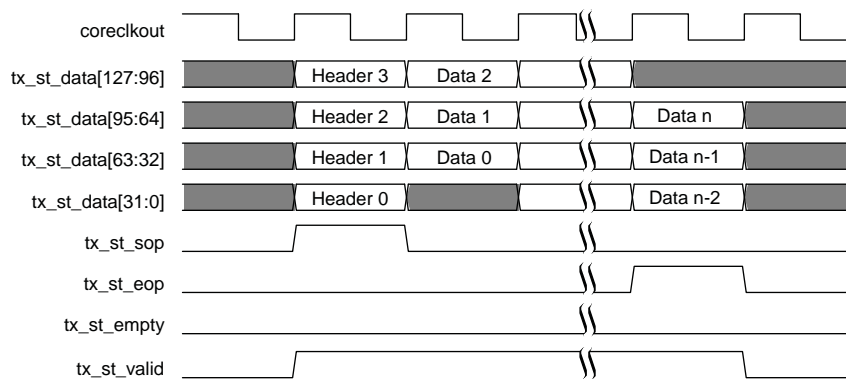 coreclkout
tx_st_data[127:96] Header 3 Data 2
tx_st_data[95:64] Header 2 Data 1 Data n
tx_st_data[63:32] Header 1 Data 0 Data n-1
tx_st_data[31:0] Header 0 Data n-2
tx_st_sop
tx_st_eop
tx_st_empty
tx_st_valid